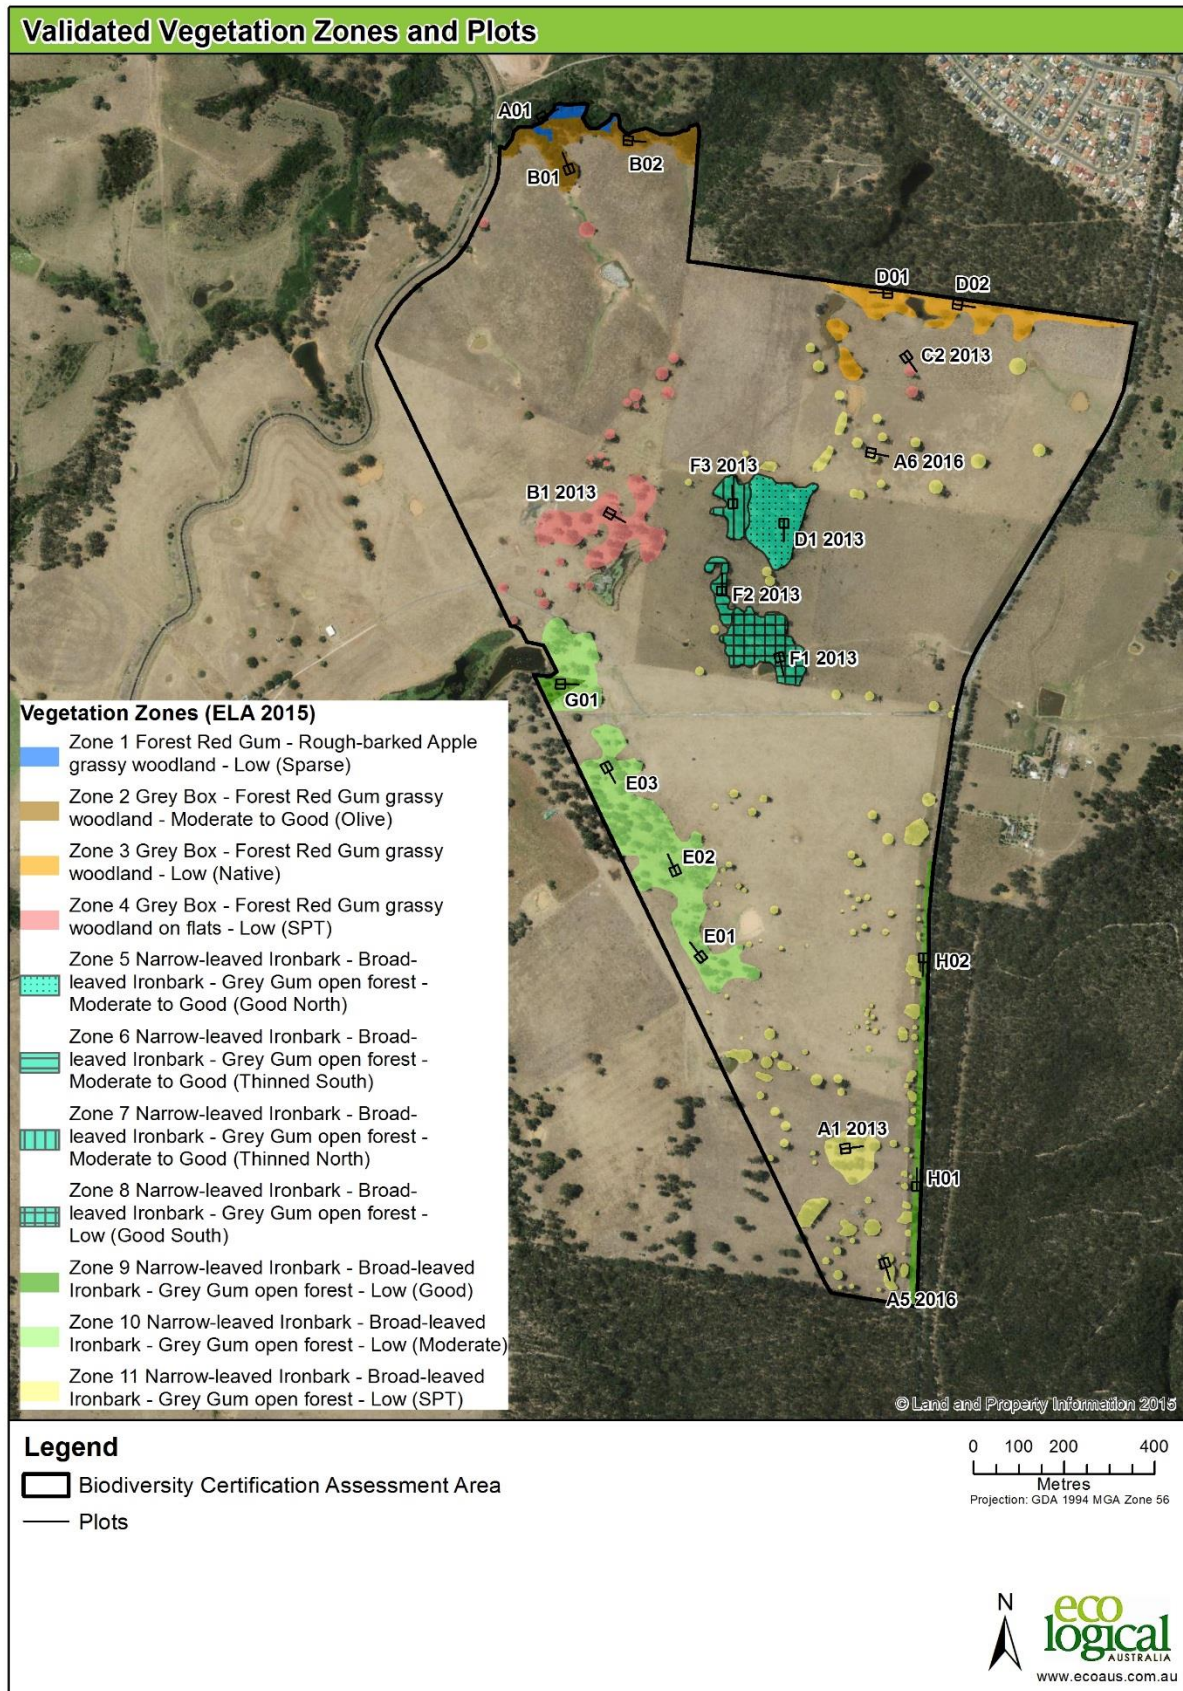 Validated Vegetation Zones and Plots
A01
B02
B01
D01
D02
C2 2013
A6 2016
F3 2013
B1 2013
D1 2013
F2 2013
F1 2013
G01
E03
E02
E01
H02
A1 2013
H01
A5 2016
Vegetation Zones (ELA 2015)
Zone 1 Forest Red Gum - Rough-barked Apple
grassy woodland - Low (Sparse)
Zone 2 Grey Box - Forest Red Gum grassy
woodland - Moderate to Good (Olive)
Zone 3 Grey Box - Forest Red Gum grassy
woodland - Low (Native)
Zone 4 Grey Box - Forest Red Gum grassy
woodland on flats - Low (SPT)
Zone 5 Narrow-leaved Ironbark - Broad-
leaved Ironbark - Grey Gum open forest -
Moderate to Good (Good North)
Zone 6 Narrow-leaved Ironbark - Broad-
leaved Ironbark - Grey Gum open forest -
Moderate to Good (Thinned South)
Zone 7 Narrow-leaved Ironbark - Broad-
leaved Ironbark - Grey Gum open forest -
Moderate to Good (Thinned North)
Zone 8 Narrow-leaved Ironbark - Broad-
leaved Ironbark - Grey Gum open forest -
Low (Good South)
Zone 9 Narrow-leaved Ironbark - Broad-leaved
Ironbark - Grey Gum open forest - Low (Good)
Zone 10 Narrow-leaved Ironbark - Broad-leaved
Ironbark - Grey Gum open forest - Low (Moderate)
Zone 11 Narrow-leaved Ironbark - Broad-leaved
Ironbark - Grey Gum open forest - Low (SPT)
© Land and Property Information 2015
Legend
Biodiversity Certification Assessment Area
Plots
0 100 200 400
Metres
Projection: GDA 1994 MGA Zone 56
N
eco
logical
AUSTRALIA
www.ecoaus.com.au